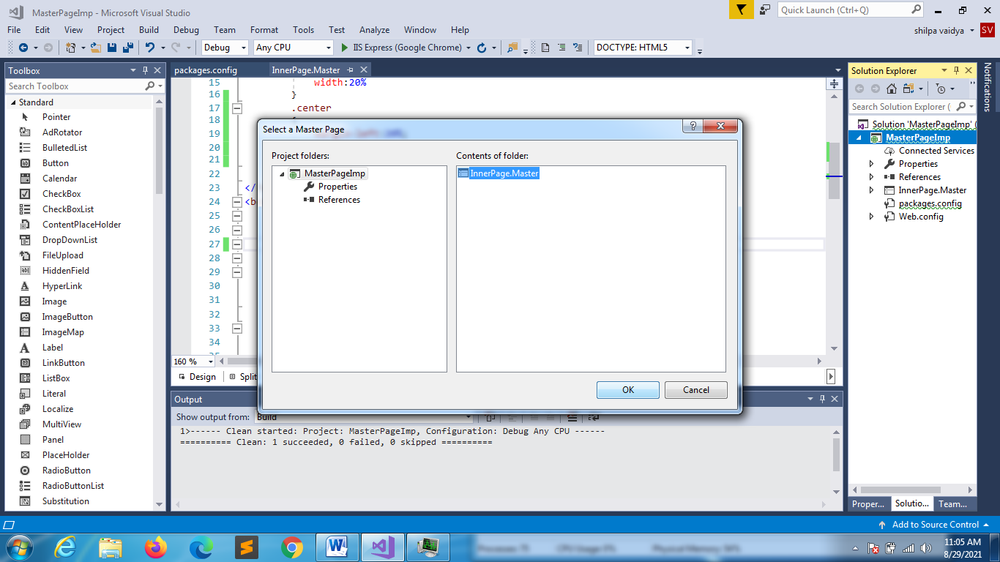 MasterPageImp - Microsoft Visual Studio
Quick Launch (Ctrl+Q)
File Edit View Project Build Debug Team Format Tools Test Analyze Window Help
shilpa vaidya SV
Debug Any CPU IIS Express (Google Chrome) DOCTYPE: HTML5
Toolbox
Search Toolbox
Standard
Pointer
AdRotator
BulletedList
Button
Calendar
CheckBox
CheckBoxList
ContentPlaceHolder
DropDownList
FileUpload
HiddenField
HyperLink
Image
ImageButton
ImageMap
Label
LinkButton
ListBox
Literal
Localize
MultiView
Panel
PlaceHolder
RadioButton
RadioButtonList
Substitution
packages.config InnerPage.Master
15 width:20%
16 }
17 .center
18
19
20
21
22
23 </
24 <b
25
26
27
28
29
30
31
32
33
34
160 %
Design Split
Select a Master Page
?
Project folders:
MasterPageImp
Properties
References
Contents of folder:
InnerPage.Master
OK Cancel
Output
Show output from: Build
1>------ Clean started: Project: MasterPageImp, Configuration: Debug Any CPU ------
========== Clean: 1 succeeded, 0 failed, 0 skipped ==========
Solution Explorer
Search Solution Explorer (
Solution 'MasterPageImp' (
MasterPageImp
Connected Services
Properties
References
InnerPage.Master
packages.config
Web.config
Proper... Solutio... Team...
Notifications
Add to Source Control
11:05 AM
8/29/2021